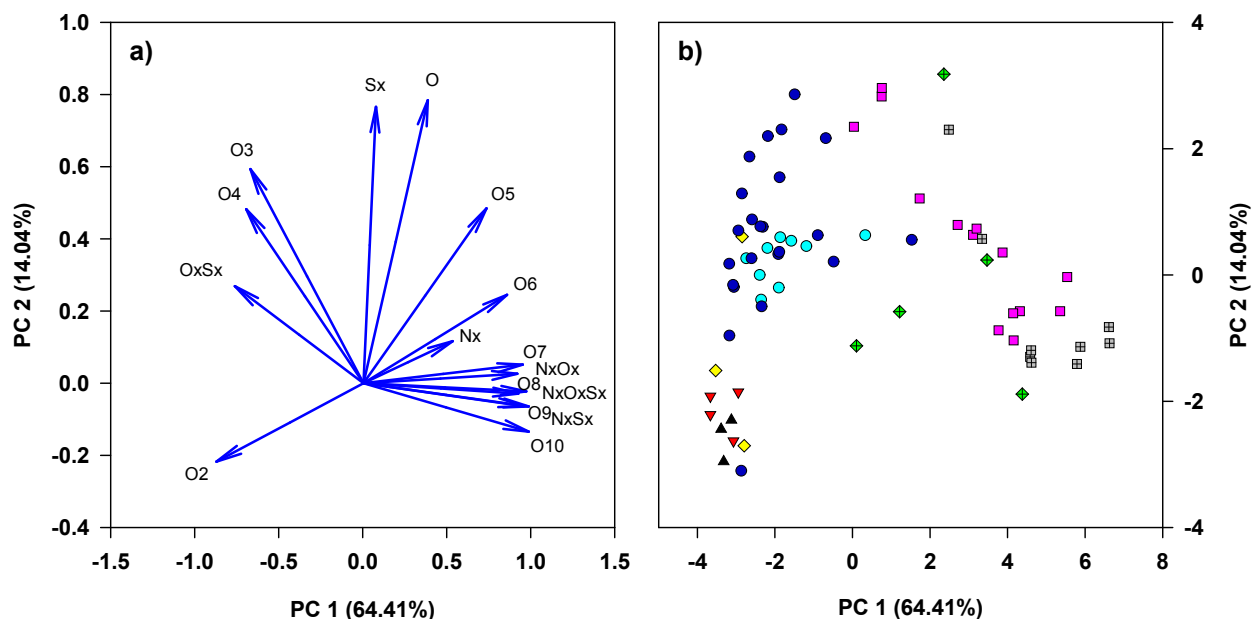 a)
Sx
O
O3
O4
O5
OxSx
O6
Nx
O7
NxOx
O8
NxOxSx
O9
NxSx
O10
O2
1.0
0.8
0.6
0.4
0.2
0.0
-0.2
-0.4
-1.5 -1.0 -0.5 0.0 0.5 1.0 1.5
PC 1 (64.41%)
PC 2 (14.04%)
b)
4
2
0
-2
-4
-4 -2 0 2 4 6 8
PC 1 (64.41%)
PC 2 (14.04%)